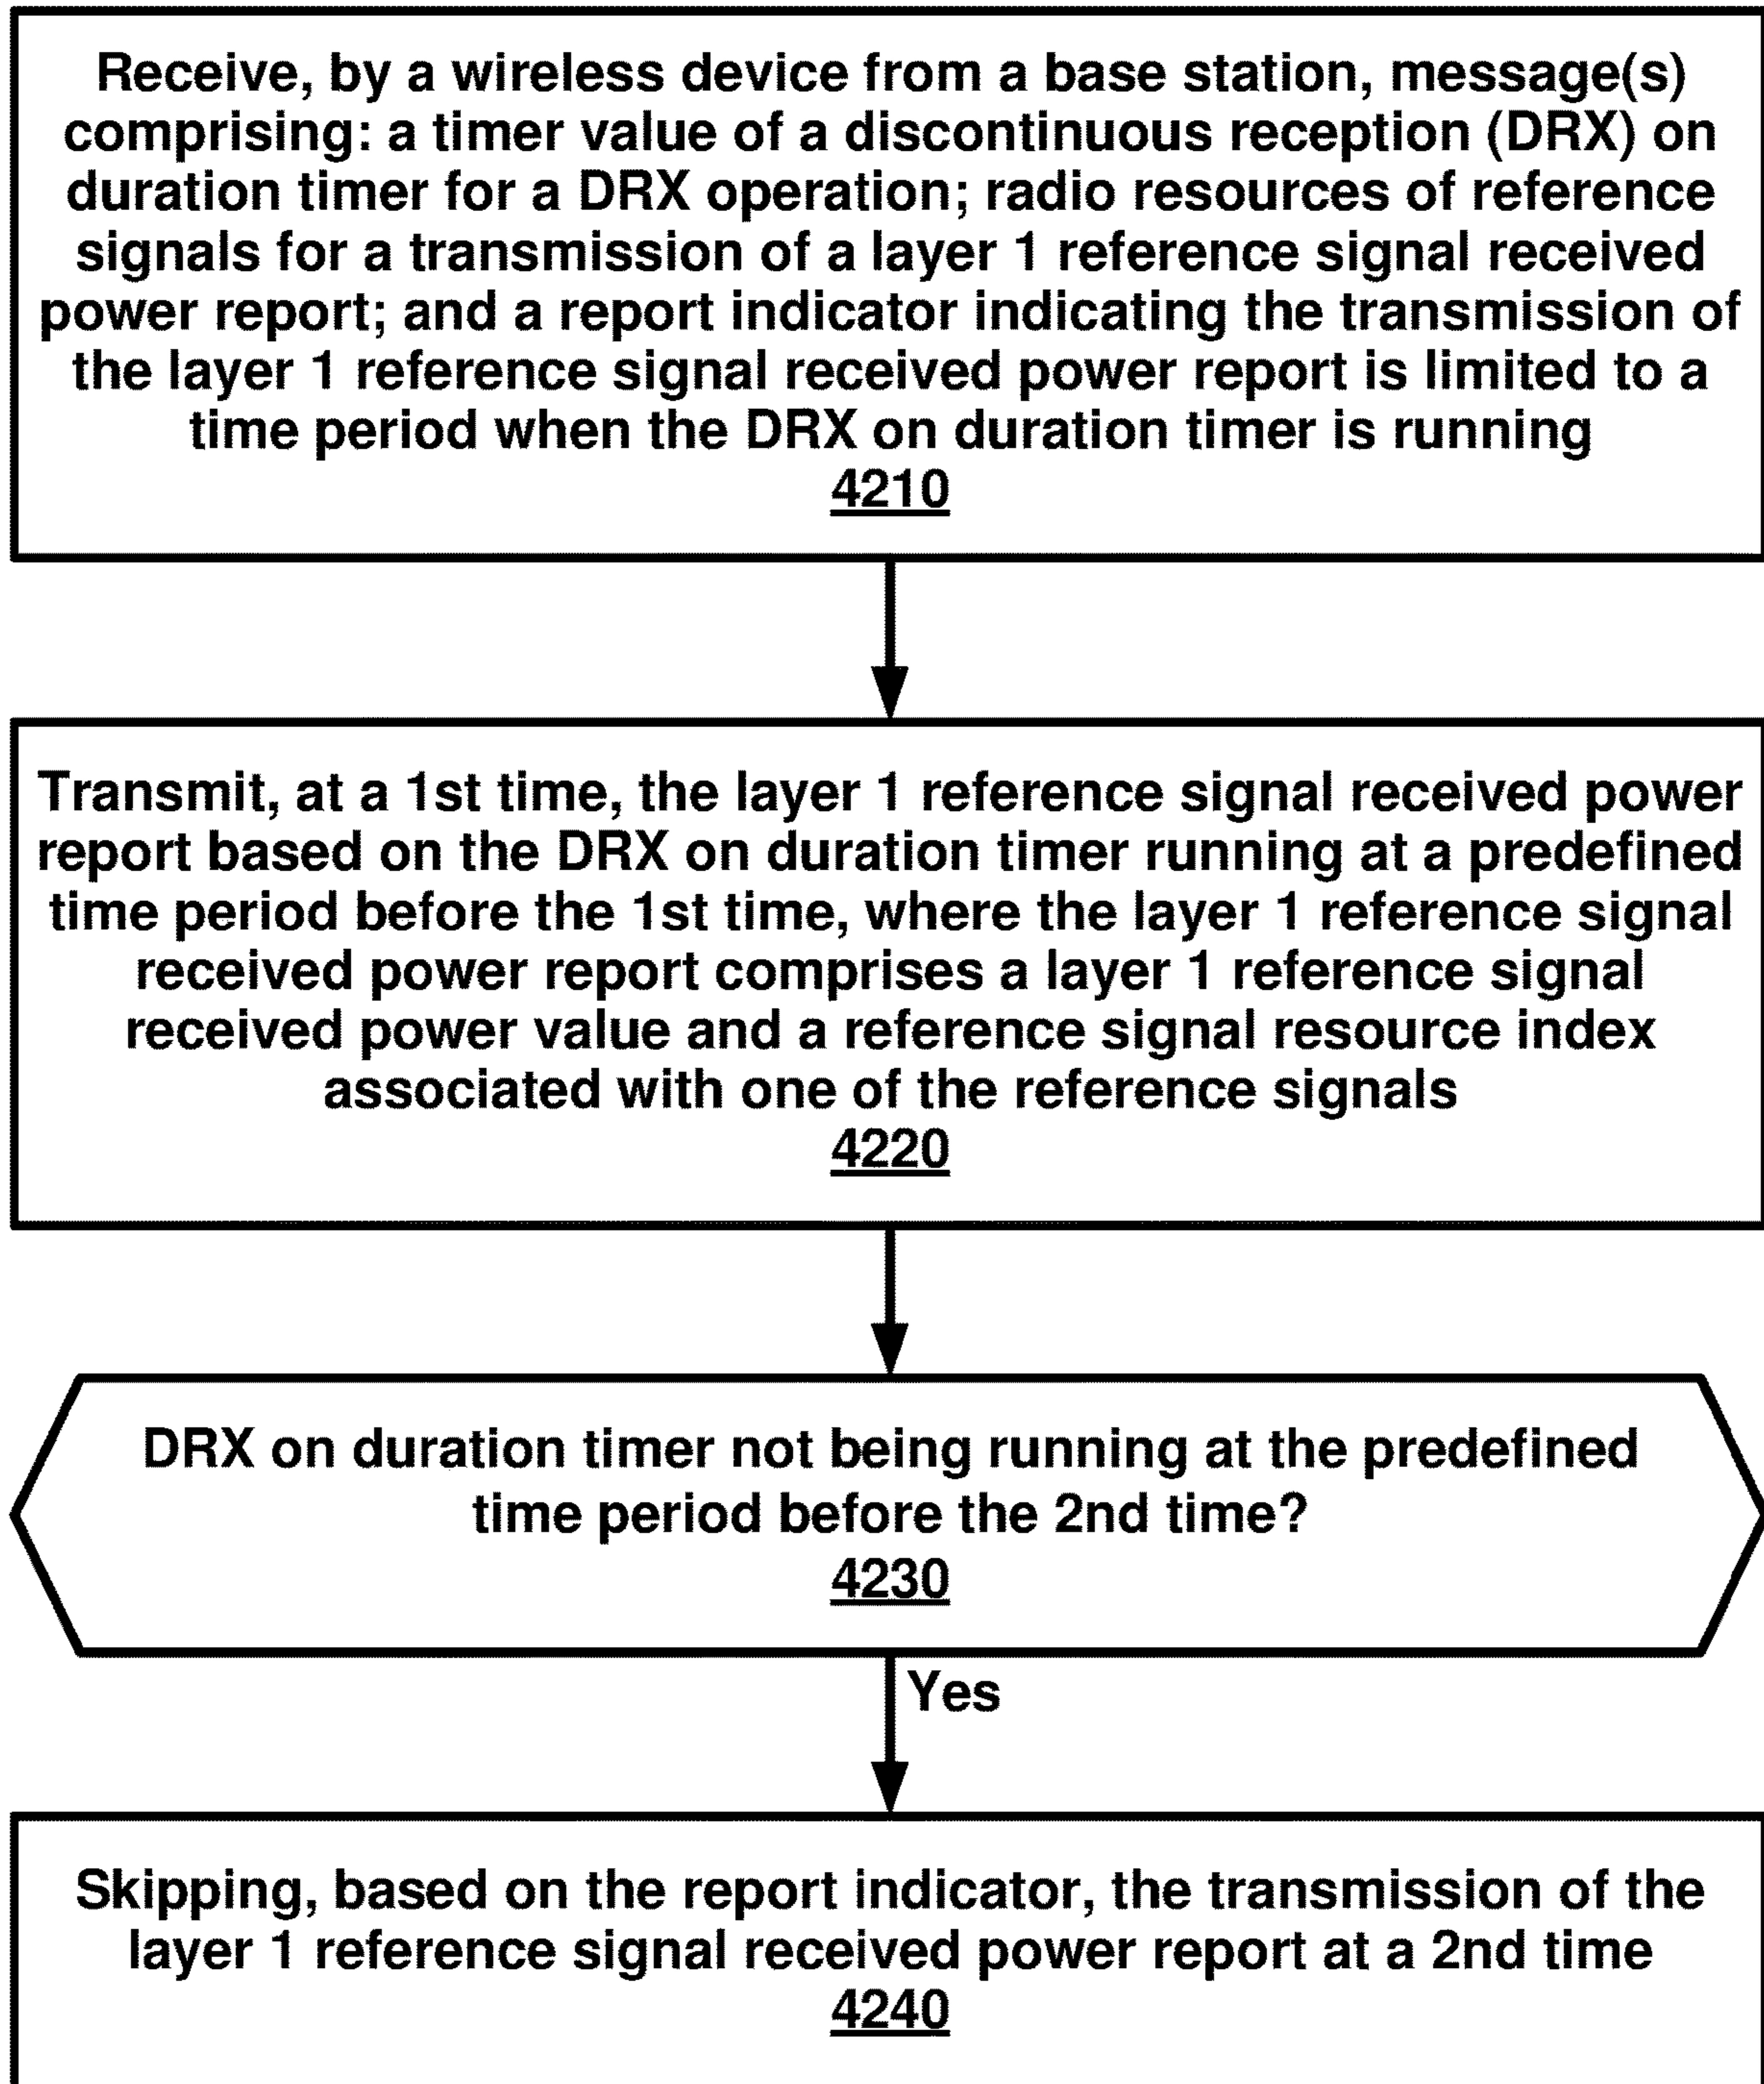 Receive, by a wireless device from a base station, message(s)
comprising: a timer value of a discontinuous reception (DRX) on
duration timer for a DRX operation; radio resources of reference
signals for a transmission of a layer 1 reference signal received
power report; and a report indicator indicating the transmission of
the layer 1 reference signal received power report is limited to a
time period when the DRX on duration timer is running
4210
Transmit, at a 1st time, the layer 1 reference signal received power
report based on the DRX on duration timer running at a predefined
time period before the 1st time, where the layer 1 reference signal
received power report comprises a layer 1 reference signal
received power value and a reference signal resource index
associated with one of the reference signals
4220
DRX on duration timer not being running at the predefined
time period before the 2nd time?
4230
Yes
Skipping, based on the report indicator, the transmission of the
layer 1 reference signal received power report at a 2nd time
4240